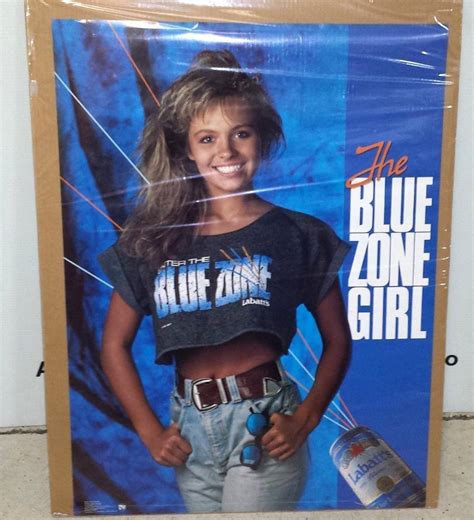 The
BLUE
ZONE
GIRL
ENTER THE
BLUE ZONE
Labatt's
Labatt's